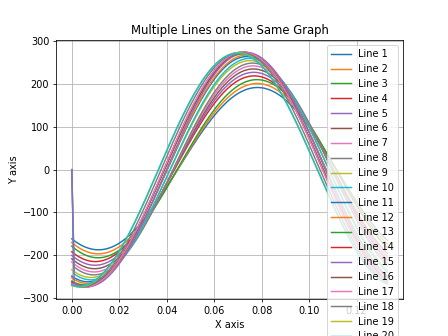 Multiple Lines on the Same Graph
300
200
100
0
−100
−200
−300
Y axis
0.00
0.02
0.04
0.06
0.08
0.10
X axis
Line 1
Line 2
Line 3
Line 4
Line 5
Line 6
Line 7
Line 8
Line 9
Line 10
Line 11
Line 12
Line 13
Line 14
Line 15
Line 16
Line 17
Line 18
Line 19
Line 20